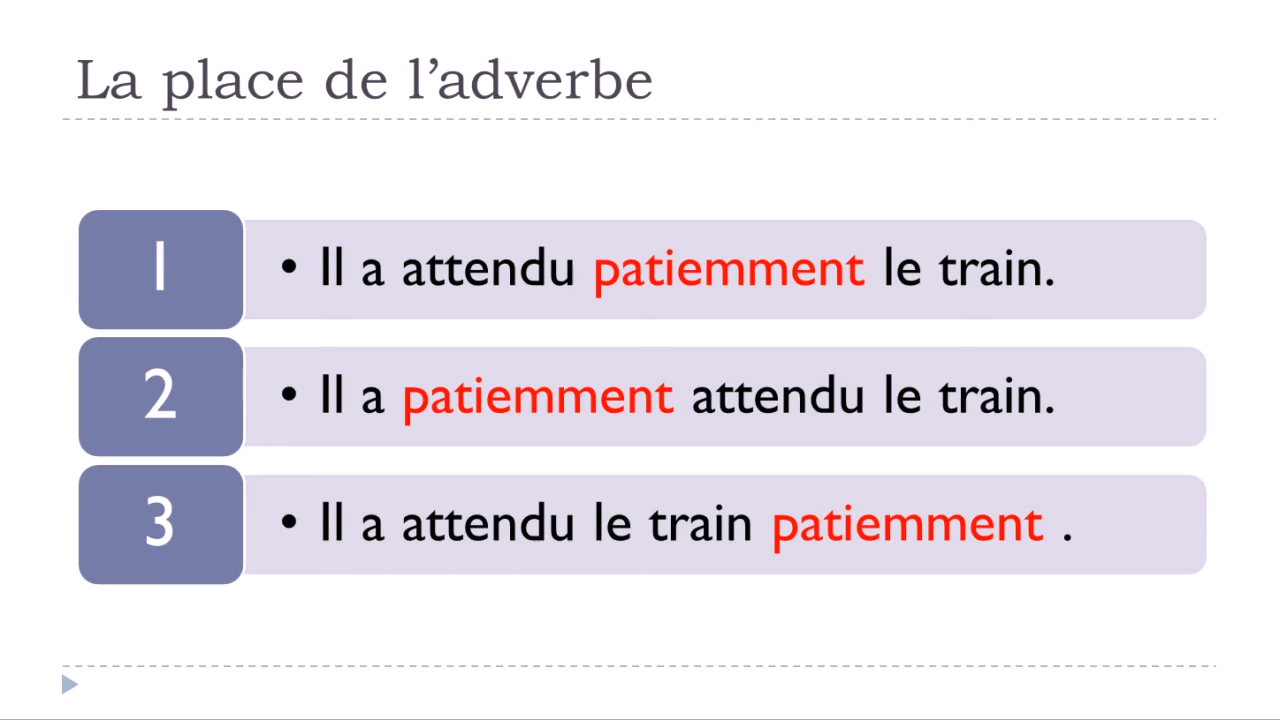 La place de l’adverbe
1
• Il a attendu patiemment le train.
2
• Il a patiemment attendu le train.
3
• Il a attendu le train patiemment .